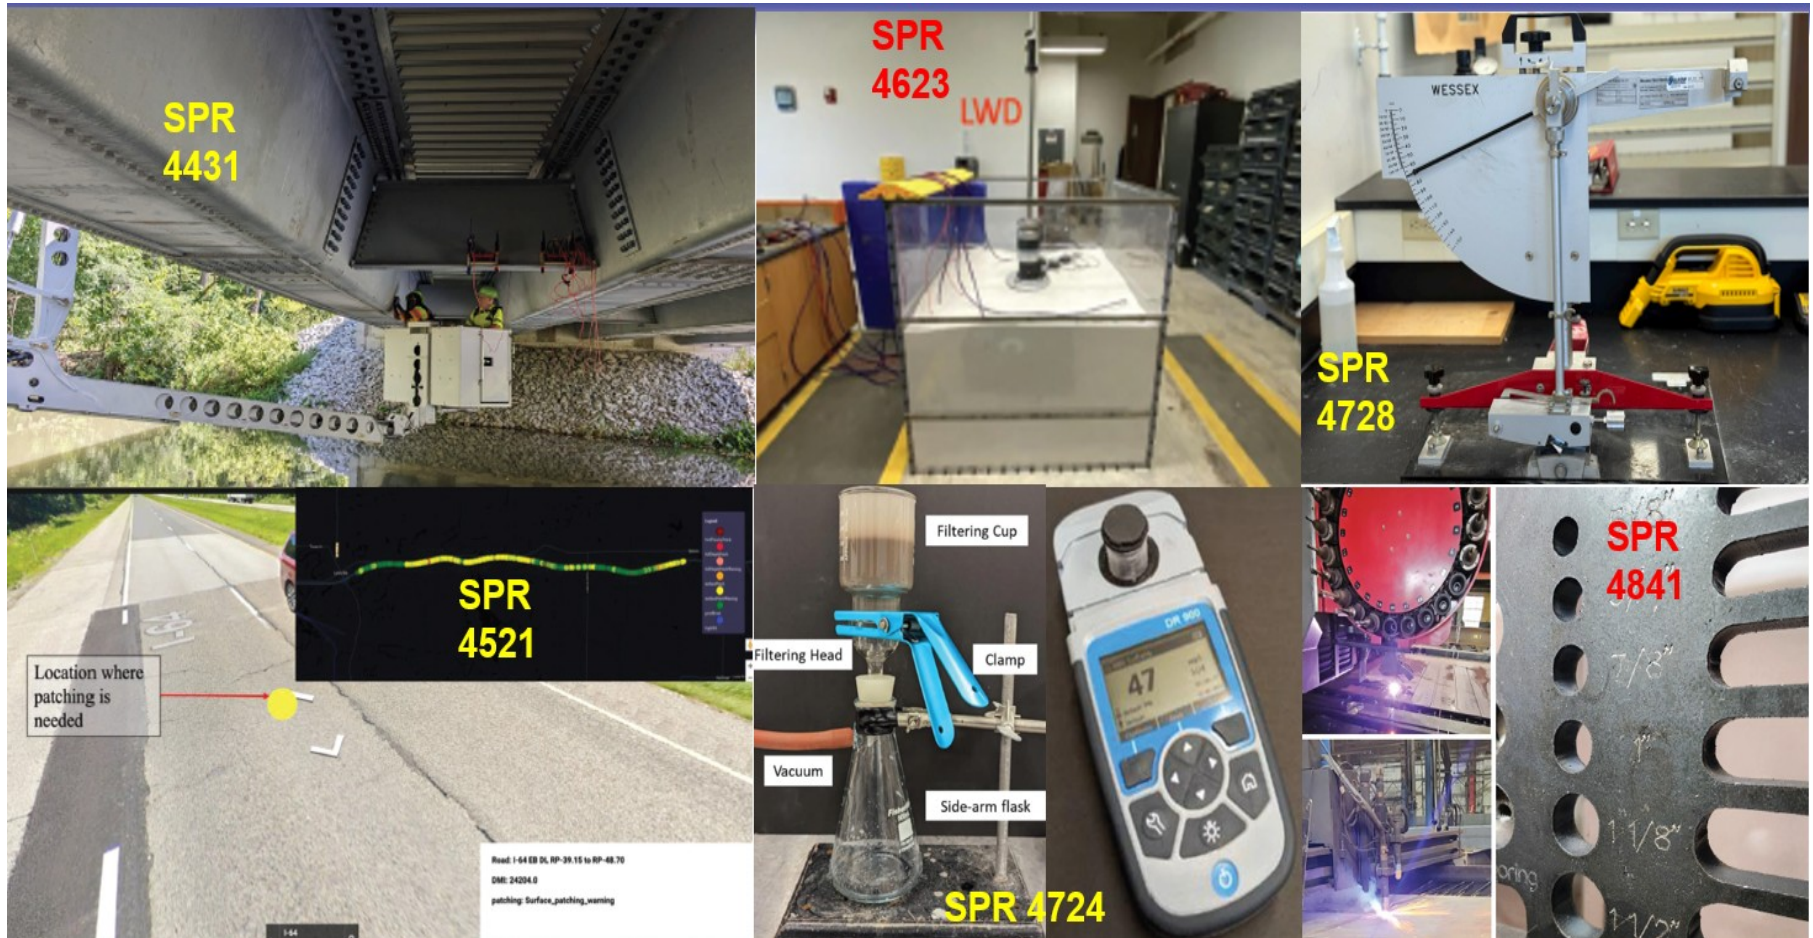 SPR
4431
SPR
4623
LWD
WESSEX
SPR
4728
SPR
4521
I-64
Location where
patching is
needed
Road: I-64 EB DL RP-39.15 to RP-48.70
DMI: 24204.0
patching: Surface_patching_warning
I-64
Filtering Cup
Filtering Head
Clamp
Vacuum
Side-arm flask
DR 900
47
SPR 4724
SPR
4841
7/8"
1"
1 1/8"
1 1/2"